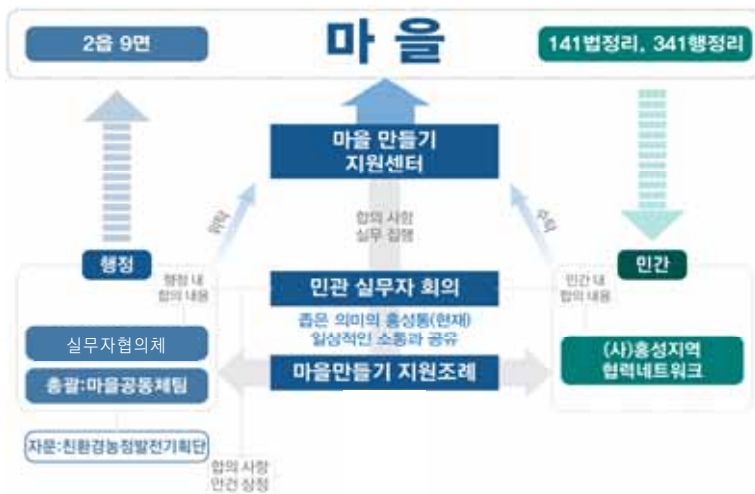 2읍 9면
마 을
141법정리, 341행정리
마을 만들기
지원센터
위탁
합의 사항
실무 집행
수탁
행정
민간
행정 내
합의 내용
민관 실무자 회의
민간 내
합의 내용
좁은 의미의 홍성통(현재)
일상적인 소통과 공유
실무자협의체
(사)홍성지역
협력네트워크
총괄:마을공동체팀
마을만들기 지원조례
자문:친환경농정발전기획단
합의 사항
안건 상정